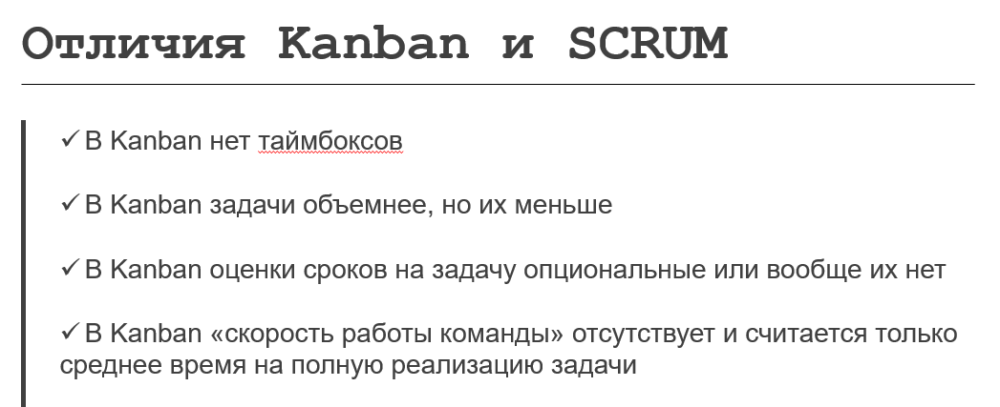 Отличия Kanban и SCRUM
✓ В Kanban нет таймбоксов
✓ В Kanban задачи объемнее, но их меньше
✓ В Kanban оценки сроков на задачу опциональные или вообще их нет
✓ В Kanban «скорость работы команды» отсутствует и считается только
среднее время на полную реализацию задачи